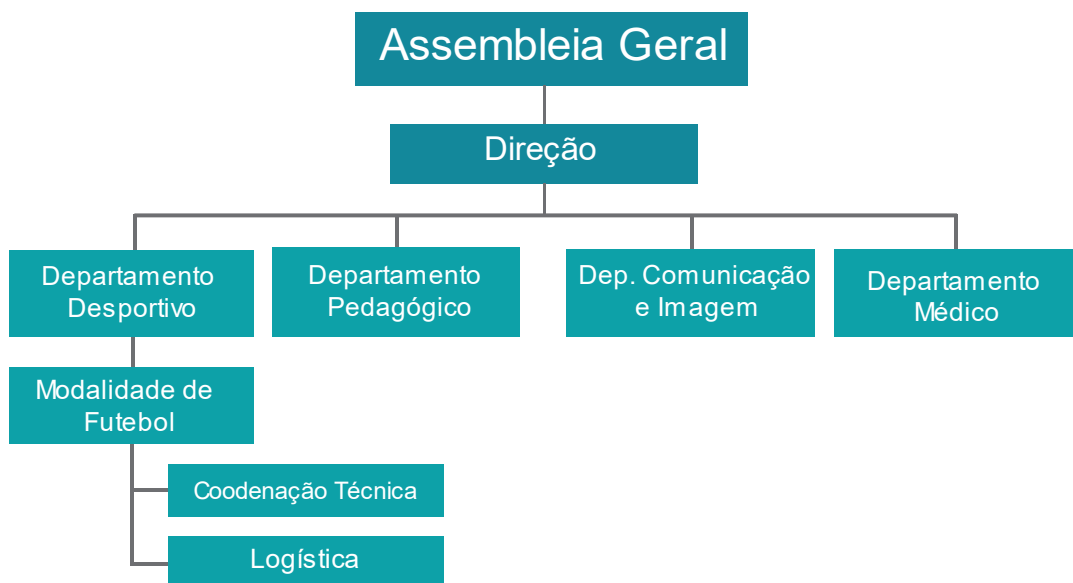 Assembleia Geral
Direção
Departamento
Desportivo
Departamento
Pedagógico
Dep. Comunicação
e Imagem
Departamento
Médico
Modalidade de
Futebol
Coodenação Técnica
Logística